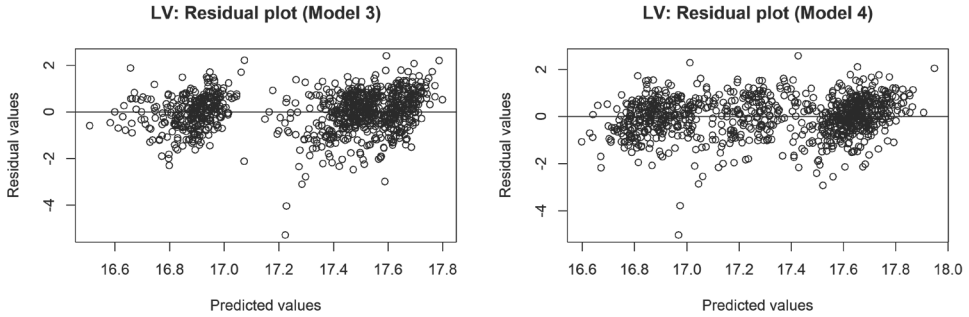 LV: Residual plot (Model 3)
Residual values
2
0
-2
-4
16.6 16.8 17.0 17.2 17.4 17.6 17.8
Predicted values
LV: Residual plot (Model 4)
Residual values
2
0
-2
-4
16.6 16.8 17.0 17.2 17.4 17.6 17.8 18.0
Predicted values